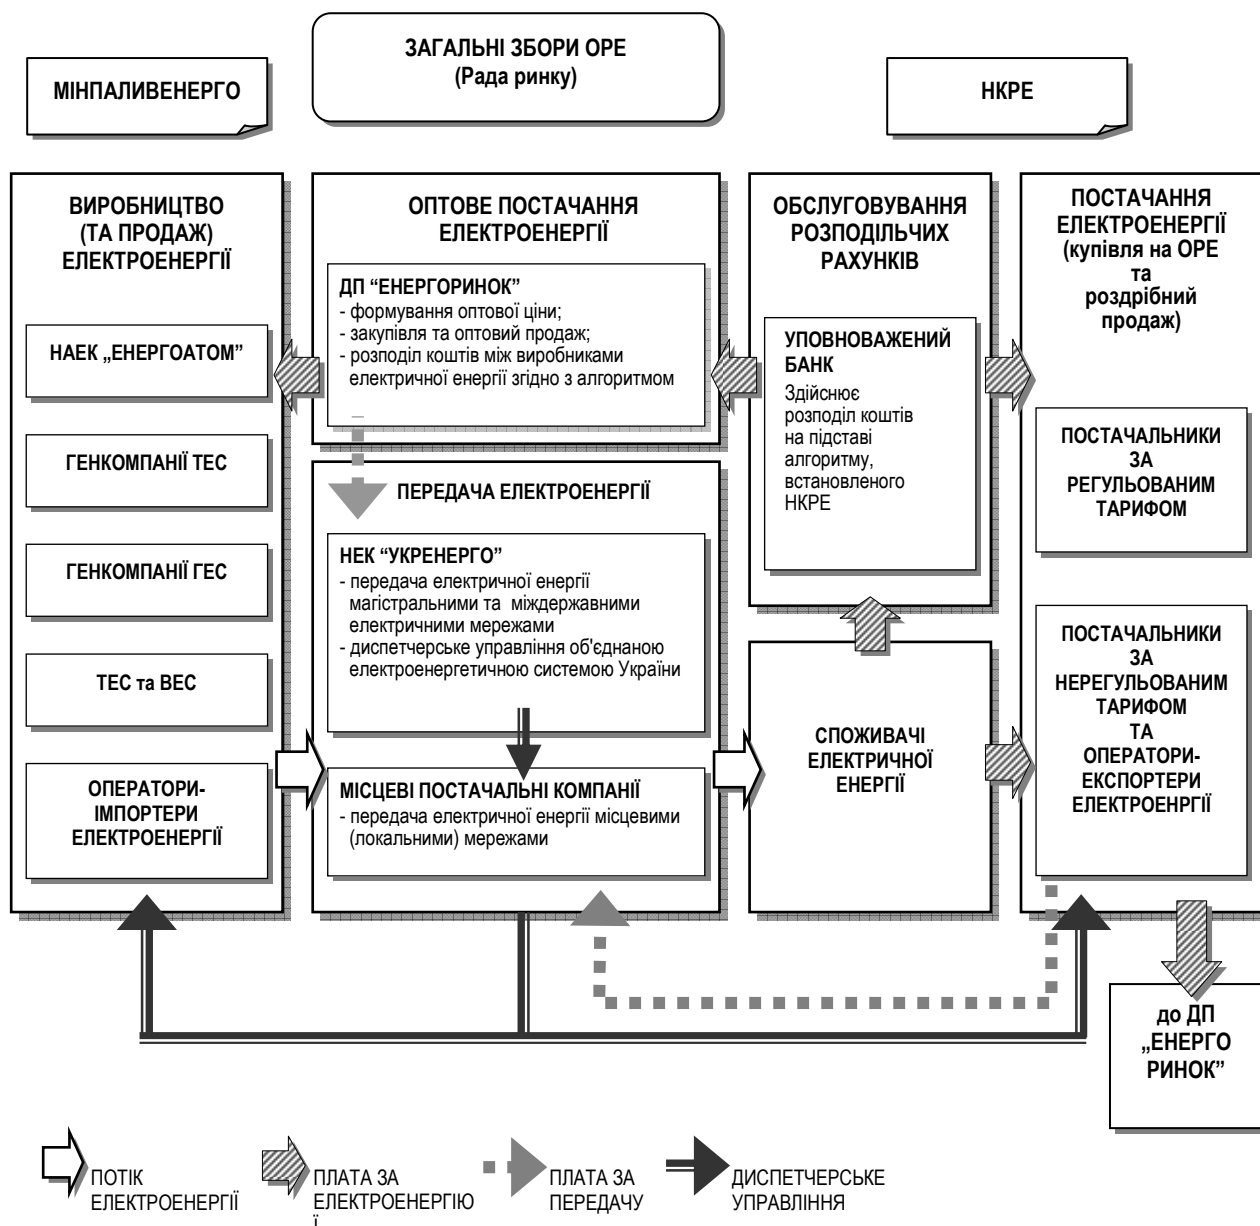 ЗАГАЛЬНІ ЗБОРИ ОРЕ
(Рада ринку)
МІНПАЛИВЕНЕРГО
НКРЕ
ВИРОБНИЦТВО
(ТА ПРОДАЖ)
ЕЛЕКТРОЕНЕРГІЇ
НАЕК „ЕНЕРГОАТОМ”
ГЕНКОМПАНІЇ ТЕС
ГЕНКОМПАНІЇ ГЕС
ТЕС та ВЕС
ОПЕРАТОРИ-
ІМПОРТЕРИ
ЕЛЕКТРОЕНЕРГІЇ
ОПТОВЕ ПОСТАЧАННЯ
ЕЛЕКТРОЕНЕРГІЇ
ДП “ЕНЕРГОРИНОК”
- формування оптової ціни;
- закупівля та оптовий продаж;
- розподіл коштів між виробниками
електричної енергії згідно з алгоритмом
ПЕРЕДАЧА ЕЛЕКТРОЕНЕРГІЇ
НЕК “УКРЕНЕРГО”
- передача електричної енергії
магістральними та міждержавними
електричними мережами
- диспетчерське управління об'єднаною
електроенергетичною системою України
МІСЦЕВІ ПОСТАЧАЛЬНІ КОМПАНІЇ
- передача електричної енергії місцевими
(локальними) мережами
ОБСЛУГОВУВАННЯ
РОЗПОДІЛЬЧИХ
РАХУНКІВ
УПОВНОВАЖЕНИЙ
БАНК
Здійснює
розподіл коштів
на підставі
алгоритму,
встановленого
НКРЕ
СПОЖИВАЧІ
ЕЛЕКТРИЧНОЇ
ЕНЕРГІЇ
ПОСТАЧАННЯ
ЕЛЕКТРОЕНЕРГІЇ
(купівля на ОРЕ
та
роздрібний
продаж)
ПОСТАЧАЛЬНИКИ
ЗА
РЕГУЛЬОВАНИМ
ТАРИФОМ
ПОСТАЧАЛЬНИКИ
ЗА
НЕРЕГУЛЬОВАНИМ
ТАРИФОМ
ТА
ОПЕРАТОРИ-
ЕКСПОРТЕРИ
ЕЛЕКТРОЕНРГІЇ
до ДП
„ЕНЕРГО
РИНОК”
ПОТІК
ЕЛЕКТРОЕНЕРГІЇ
ПЛАТА ЗА
ЕЛЕКТРОЕНЕРГІЮ
Ї
ПЛАТА ЗА
ПЕРЕДАЧУ
ДИСПЕТЧЕРСЬКЕ
УПРАВЛІННЯ